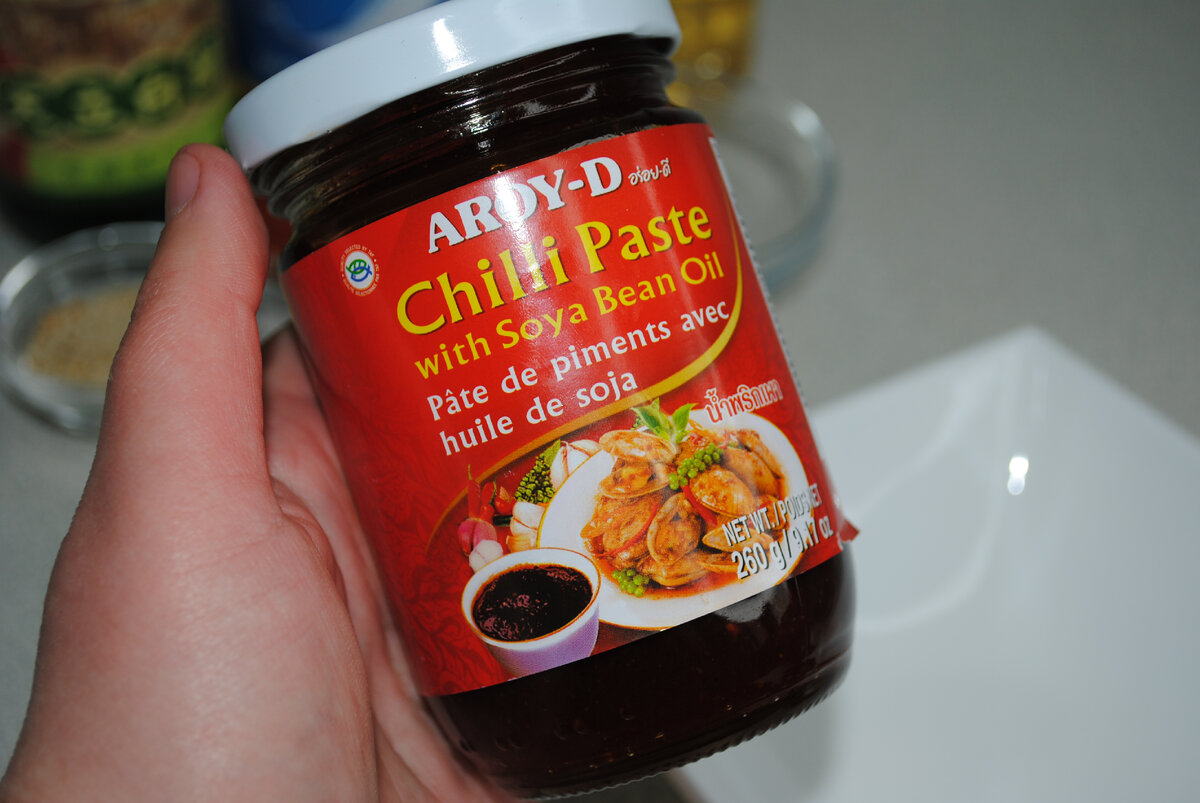 AROY-D อร่อย-ดี
Chilli Paste
with Soya Bean Oil
Pâte de piments avec
huile de soja
น้ำพริกเผา
NET WT./POIDS NET
260 g/9.17 oz